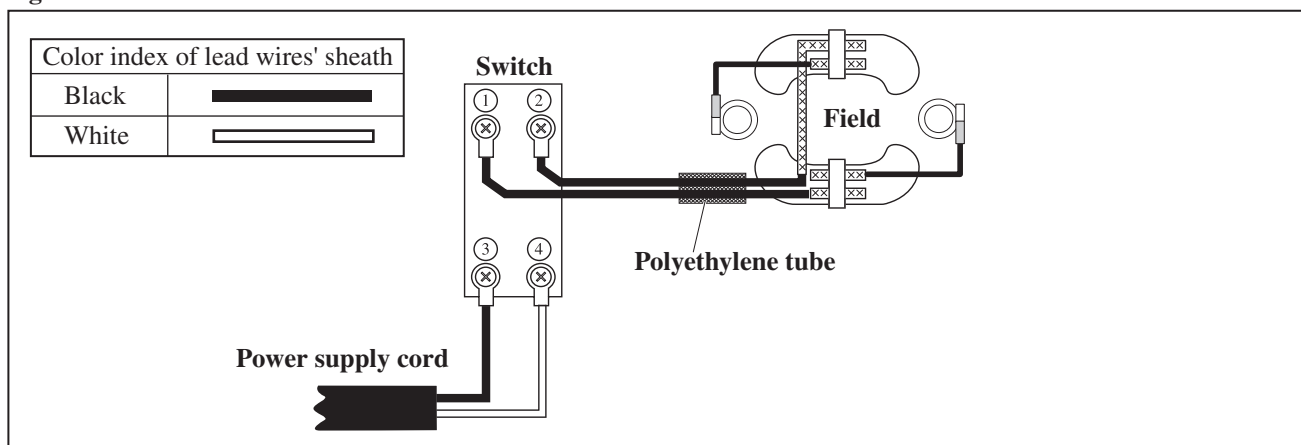 Color index of lead wires' sheath
Black
White
Switch
1 2
Field
3 4
Polyethylene tube
Power supply cord